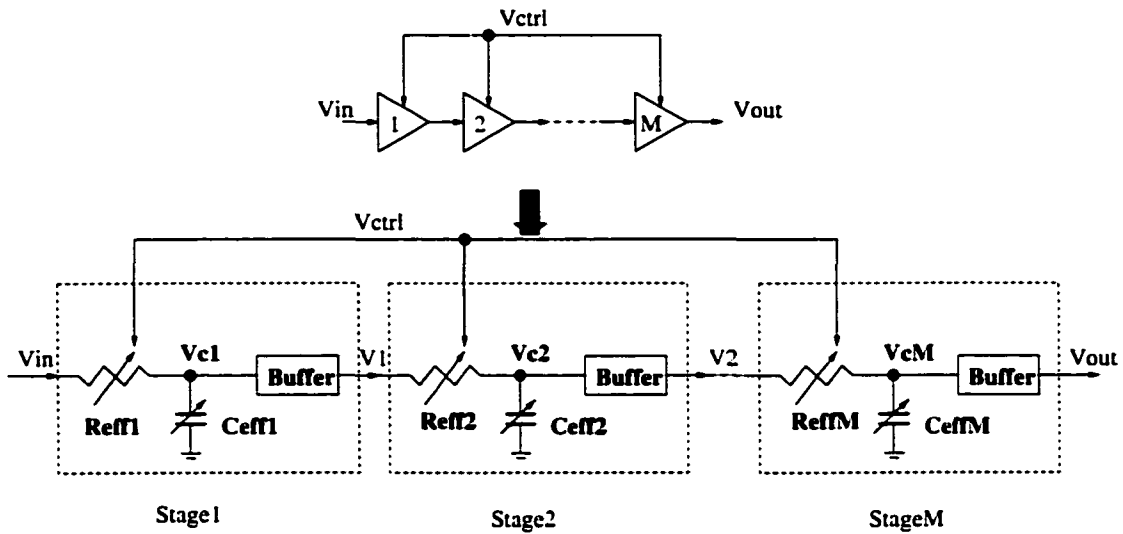 Vctrl
Vin 1 2 M Vout
Vctrl
Vin Vc1 Buffer V1 Vc2 Buffer V2 VcM Buffer Vout
Reff1 Ceff1 Reff2 Ceff2 ReffM CeffM
Stage1 Stage2 StageM